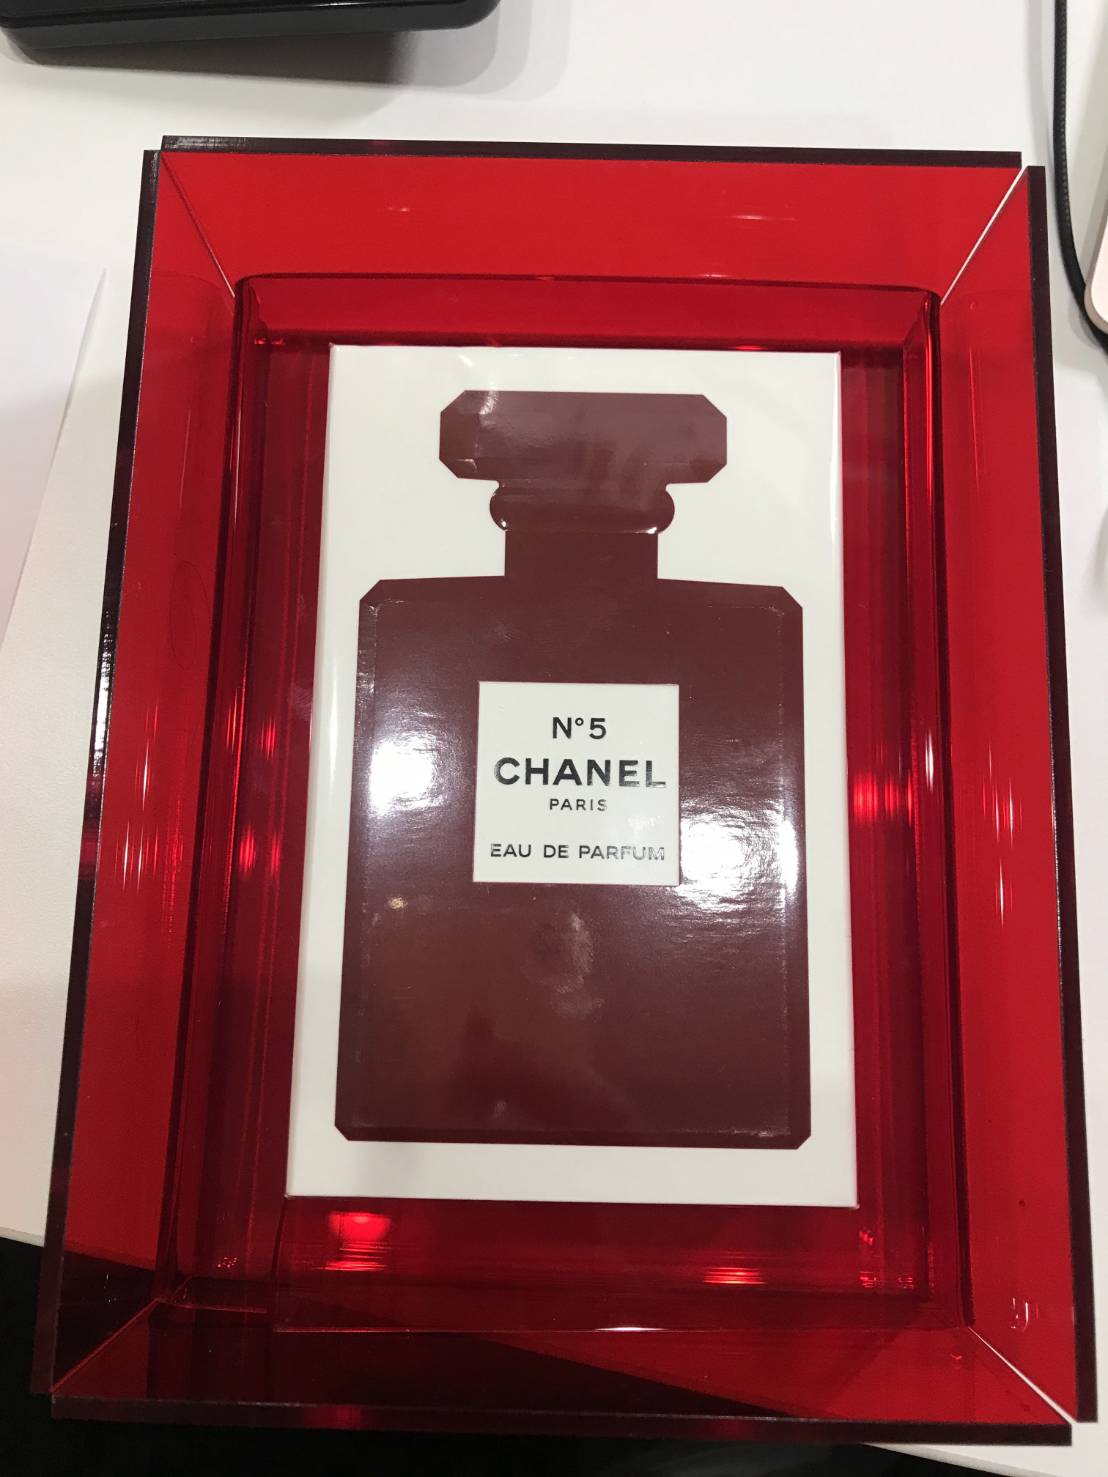 N°5
CHANEL
PARIS
EAU DE PARFUM